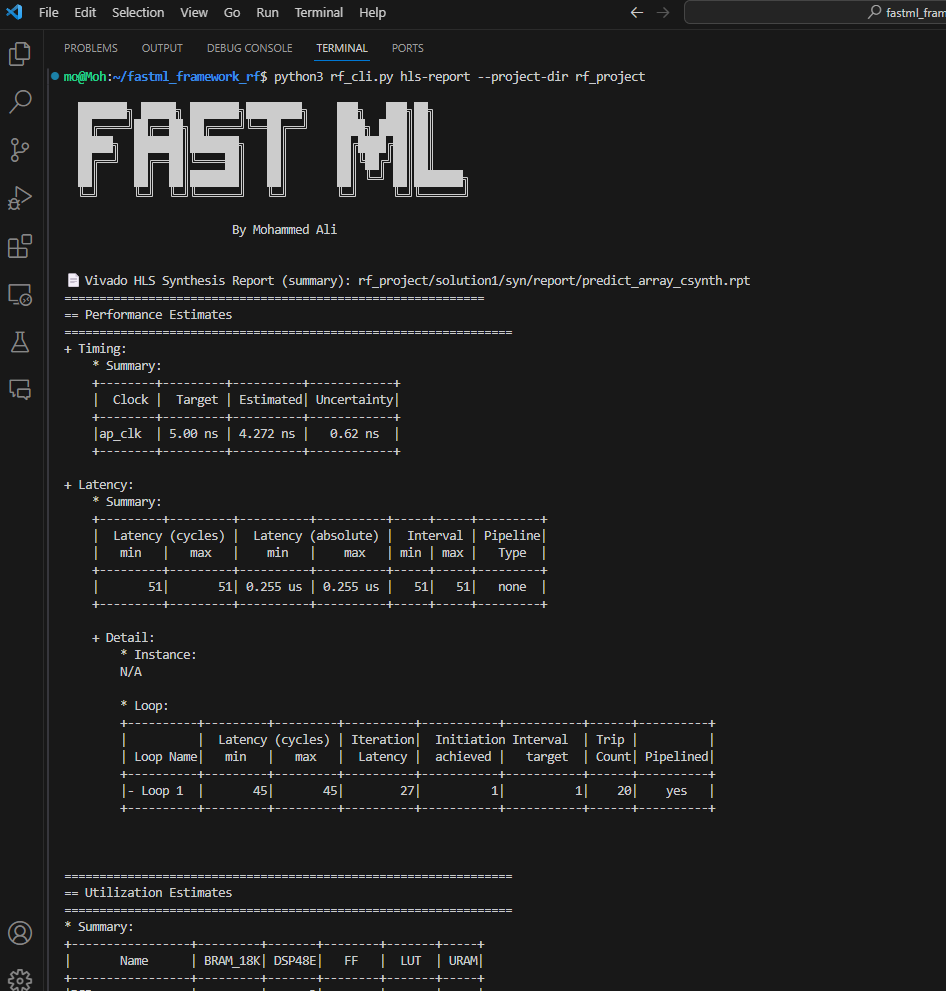 File Edit Selection View Go Run Terminal Help fastml_fram
PROBLEMS OUTPUT DEBUG CONSOLE TERMINAL PORTS
mo@Moh:~/fastml_framework_rf$ python3 rf_cli.py hls-report --project-dir rf_project
FAST ML
By Mohammed Ali
Vivado HLS Synthesis Report (summary): rf_project/solution1/syn/report/predict_array_csynth.rpt
============================================================
== Performance Estimates
================================================================
+ Timing:
    * Summary:
    +--------+---------+----------+------------+
    |  Clock |  Target | Estimated| Uncertainty|
    +--------+---------+----------+------------+
    |ap_clk  | 5.00 ns | 4.272 ns |   0.62 ns  |
    +--------+---------+----------+------------+
+ Latency:
    * Summary:
    +---------+---------+----------+----------+-----+-----+---------+
    |  Latency (cycles) |  Latency (absolute) |  Interval | Pipeline|
    |   min   |   max   |    min   |    max   | min | max |   Type  |
    +---------+---------+----------+----------+-----+-----+---------+
    |       51|       51| 0.255 us | 0.255 us |   51|   51|   none  |
    +---------+---------+----------+----------+-----+-----+---------+
    + Detail:
        * Instance:
        N/A
        * Loop:
        +----------+---------+---------+----------+-----------+-----------+------+----------+
        |          |  Latency (cycles) | Iteration|  Initiation Interval  | Trip |          |
        | Loop Name|   min   |   max   |  Latency |  achieved |   target  | Count| Pipelined|
        +----------+---------+---------+----------+-----------+-----------+------+----------+
        |- Loop 1  |       45|       45|        27|          1|          1|    20|    yes   |
        +----------+---------+---------+----------+-----------+-----------+------+----------+
================================================================
== Utilization Estimates
================================================================
* Summary:
+-----------------+---------+-------+--------+-------+-----+
|       Name      | BRAM_18K| DSP48E|   FF   |  LUT  | URAM|
+-----------------+---------+-------+--------+-------+-----+